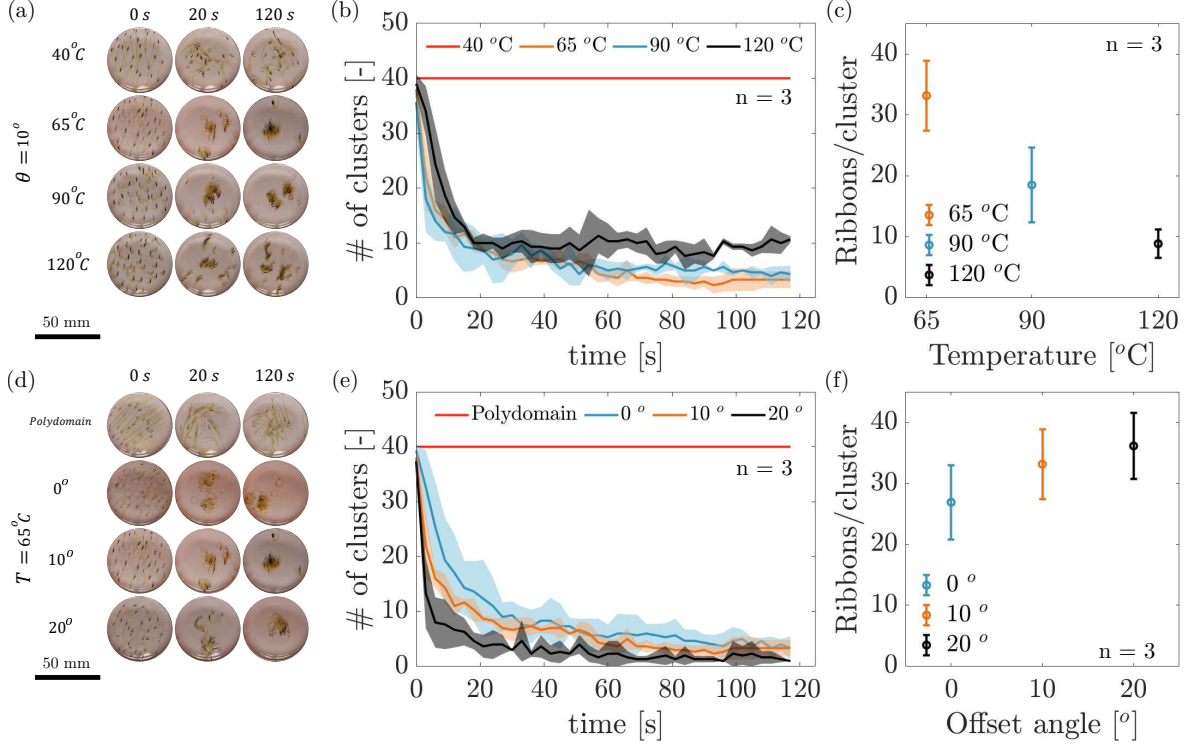 (a)
0 s 20 s 120 s
θ = 10°
40°C
65°C
90°C
120°C
50 mm
(b)
50
40
30
20
10
0
# of clusters [-]
40 °C 65 °C 90 °C 120 °C
n = 3
0 20 40 60 80 100 120
time [s]
(c)
40
30
20
10
0
Ribbons/cluster
n = 3
65 °C
90 °C
120 °C
65 90 120
Temperature [°C]
(d)
0 s 20 s 120 s
T = 65°C
Polydomain
0°
10°
20°
50 mm
(e)
50
40
30
20
10
0
# of clusters [-]
Polydomain 0 ° 10 ° 20 °
n = 3
0 20 40 60 80 100 120
time [s]
(f)
40
30
20
10
0
Ribbons/cluster
0 °
10 °
20 °
n = 3
0 10 20
Offset angle [°]